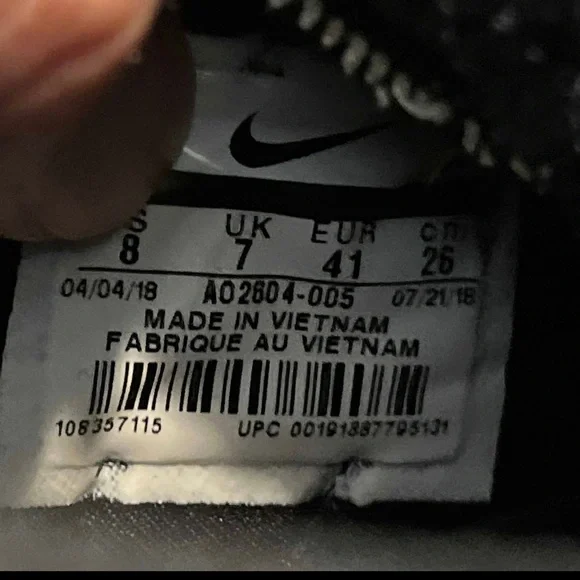 S UK EUR cm
8 7 41 26
04/04/18 AO2604-005 07/21/18
MADE IN VIETNAM
FABRIQUE AU VIETNAM
108357115 UPC 00191887795131